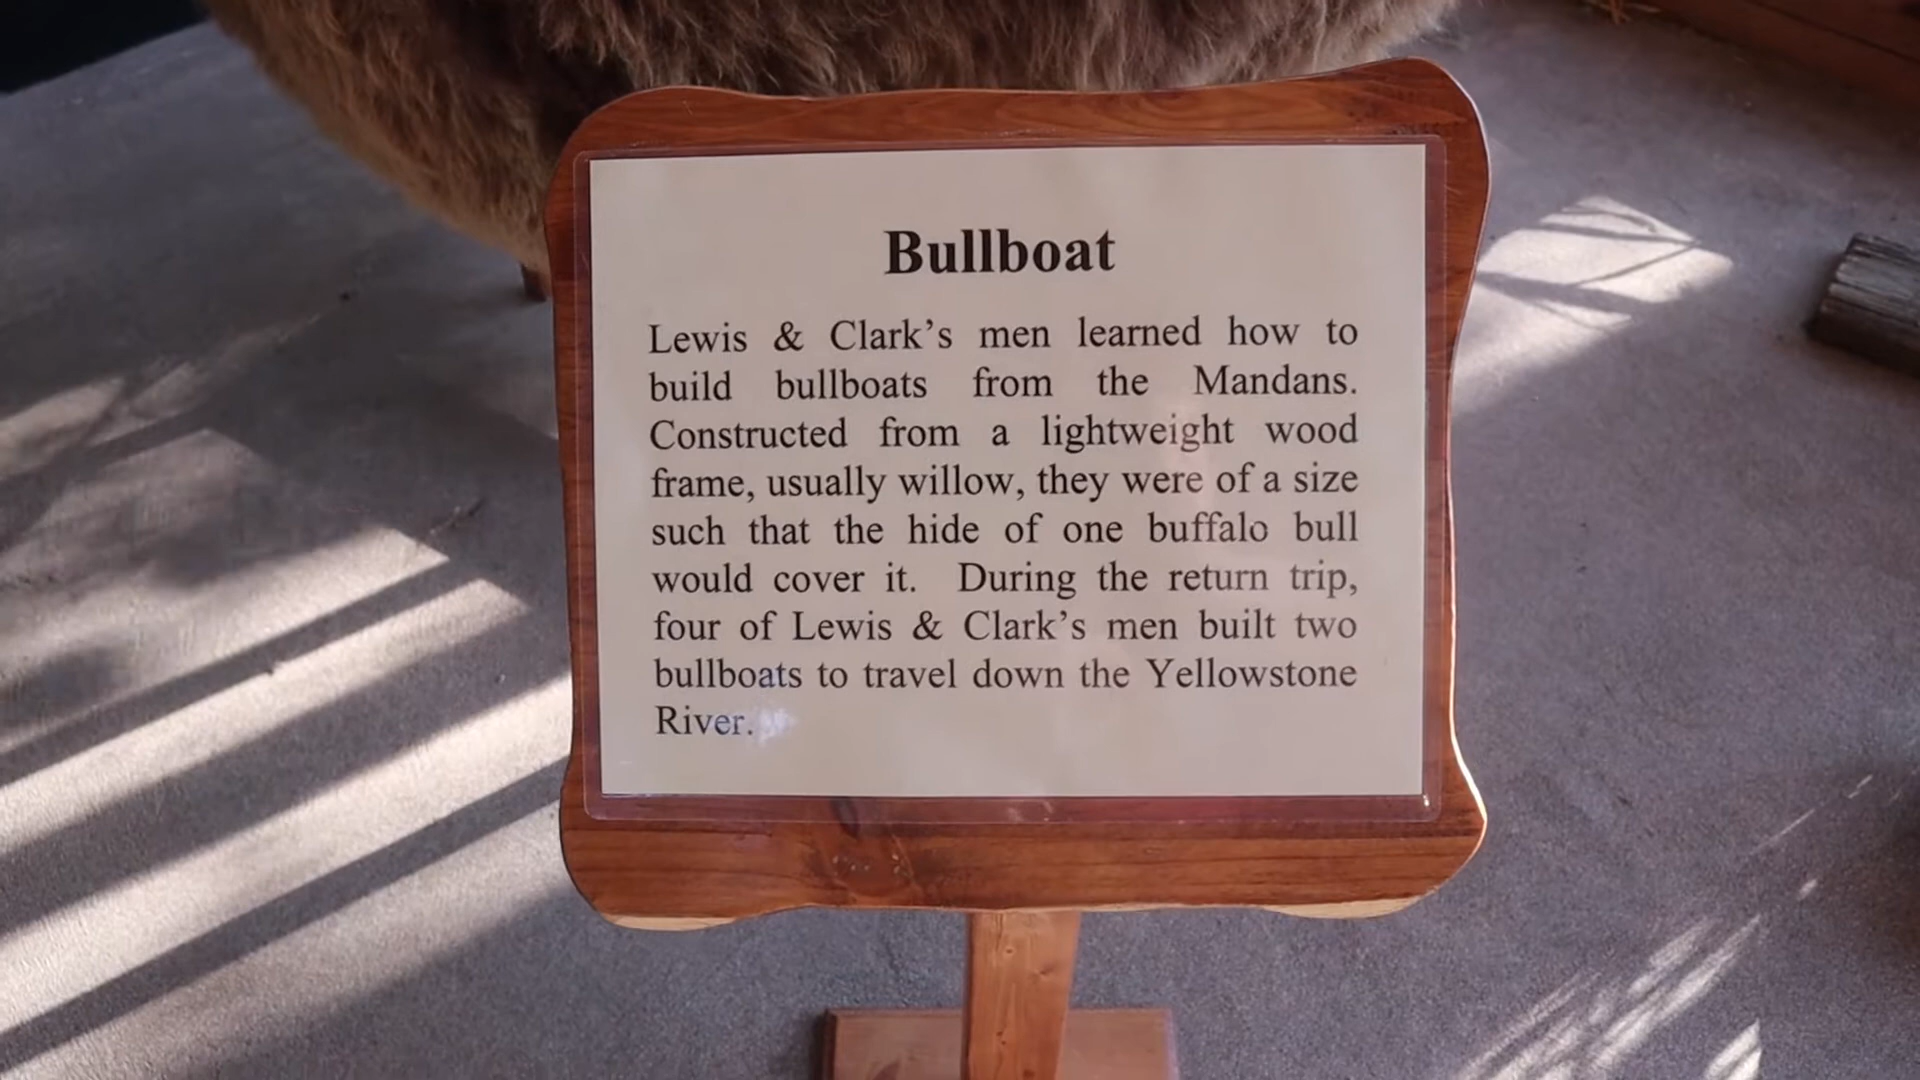 Bullboat
Lewis & Clark's men learned how to
build bullboats from the Mandans.
Constructed from a lightweight wood
frame, usually willow, they were of a size
such that the hide of one buffalo bull
would cover it. During the return trip,
four of Lewis & Clark's men built two
bullboats to travel down the Yellowstone
River.